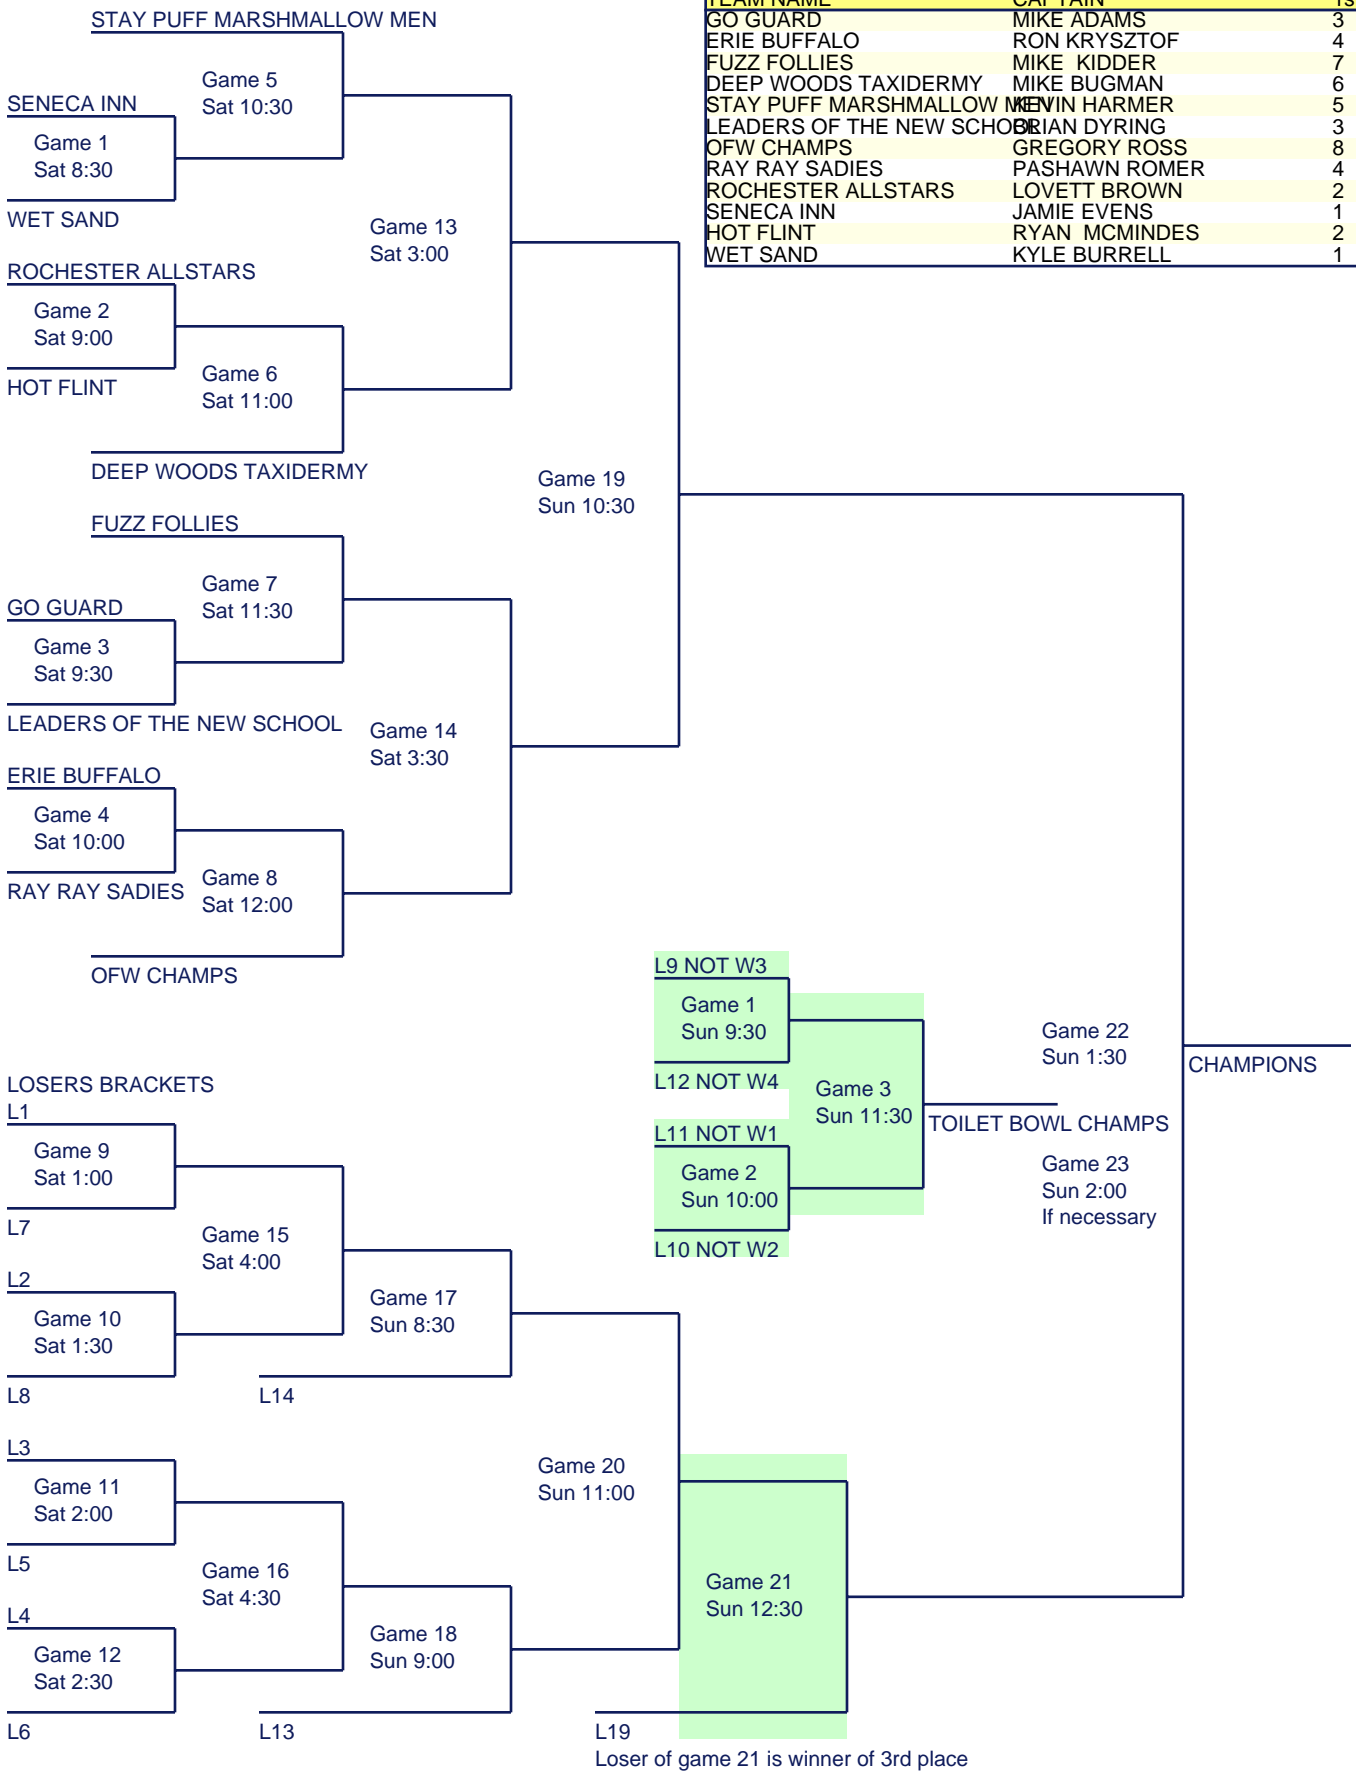 STAY PUFF MARSHMALLOW MEN
Game 5
Sat 10:30
SENECA INN
Game 1
Sat 8:30
WET SAND
Game 13
Sat 3:00
ROCHESTER ALLSTARS
Game 2
Sat 9:00
HOT FLINT
Game 6
Sat 11:00
DEEP WOODS TAXIDERMY
Game 19
Sun 10:30
FUZZ FOLLIES
Game 7
Sat 11:30
GO GUARD
Game 3
Sat 9:30
LEADERS OF THE NEW SCHOOL
Game 14
Sat 3:30
ERIE BUFFALO
Game 4
Sat 10:00
RAY RAY SADIES
Game 8
Sat 12:00
OFW CHAMPS
TEAM NAME CAPTAIN
GO GUARD MIKE ADAMS 3
ERIE BUFFALO RON KRYSZTOF 4
FUZZ FOLLIES MIKE  KIDDER 7
DEEP WOODS TAXIDERMY MIKE BUGMAN 6
STAY PUFF MARSHMALLOW MEN KEVIN HARMER 5
LEADERS OF THE NEW SCHOOL BRIAN DYRING 3
OFW CHAMPS GREGORY ROSS 8
RAY RAY SADIES PASHAWN ROMER 4
ROCHESTER ALLSTARS LOVETT BROWN 2
SENECA INN JAMIE EVENS 1
HOT FLINT RYAN  MCMINDES 2
WET SAND KYLE BURRELL 1
L9 NOT W3
Game 1
Sun 9:30
L12 NOT W4
Game 3
Sun 11:30
L11 NOT W1
Game 2
Sun 10:00
L10 NOT W2
TOILET BOWL CHAMPS
Game 22
Sun 1:30
CHAMPIONS
Game 23
Sun 2:00
If necessary
LOSERS BRACKETS
L1
Game 9
Sat 1:00
L7
Game 15
Sat 4:00
L2
Game 10
Sat 1:30
L8
Game 17
Sun 8:30
L14
L3
Game 11
Sat 2:00
L5
Game 20
Sun 11:00
Game 16
Sat 4:30
L4
Game 12
Sat 2:30
L6
Game 18
Sun 9:00
L13
Game 21
Sun 12:30
L19
Loser of game 21 is winner of 3rd place